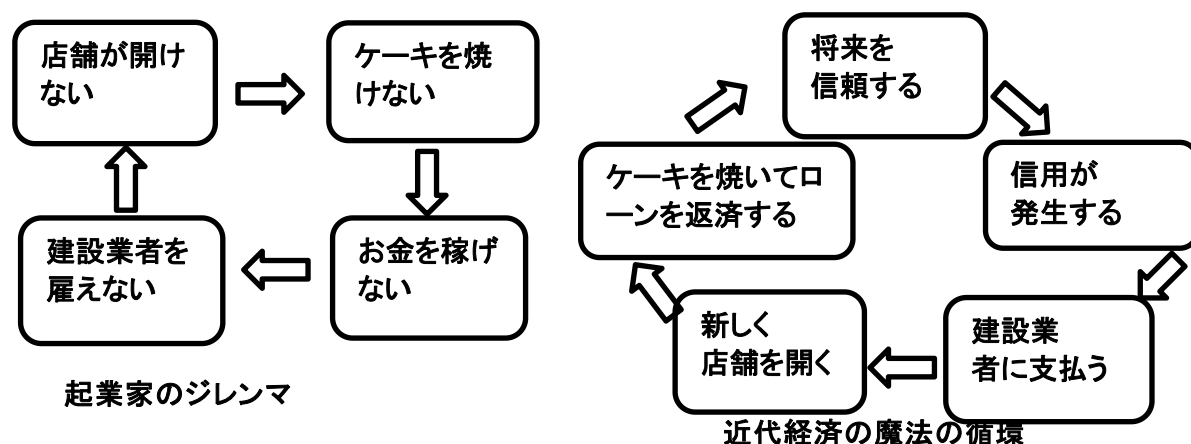 店舗が開け
ない
ケーキを焼
けない
お金を稼げ
ない
建設業者を
雇えない
起業家のジレンマ
将来を
信頼する
信用が
発生する
建設業
者に支払う
新しく
店舗を開く
ケーキを焼いてロ
ーンを返済する
近代経済の魔法の循環